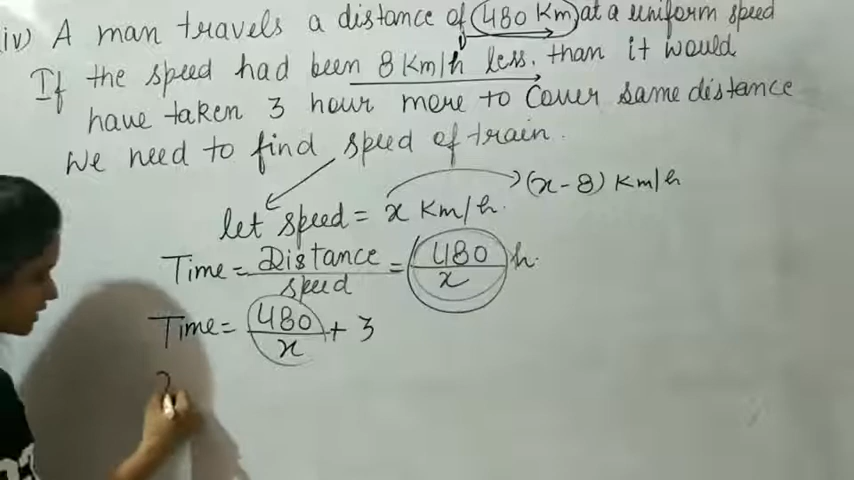 iv) A man travels a distance of 480 Km at a uniform speed
If the speed had been 8 Km/h less. than it would
have taken 3 hour more to Cover same distance
We need to find speed of train.
let speed = x Km/h. (x-8) Km/h
Time = Distance/speed = 480/x h.
Time = 480/x + 3